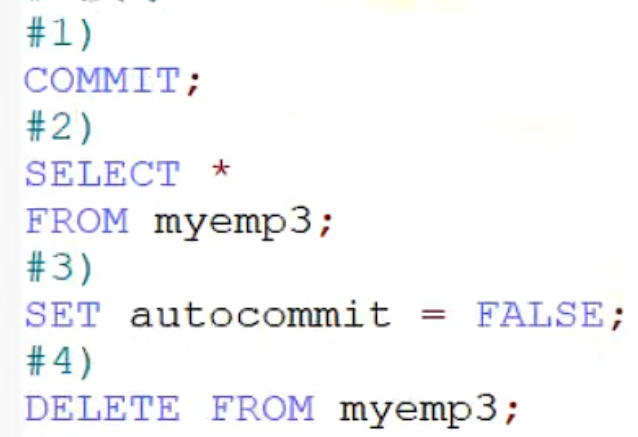 #1)
COMMIT;
#2)
SELECT *
FROM myemp3;
#3)
SET autocommit = FALSE;
#4)
DELETE FROM myemp3;